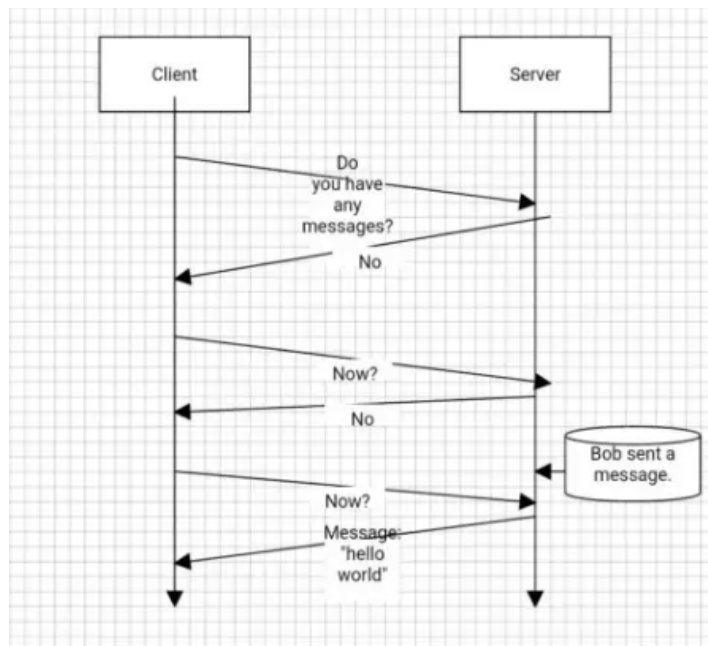 Client
Server
Do
you have
any
messages?
No
Now?
No
Bob sent a
message.
Now?
Message:
"hello
world"